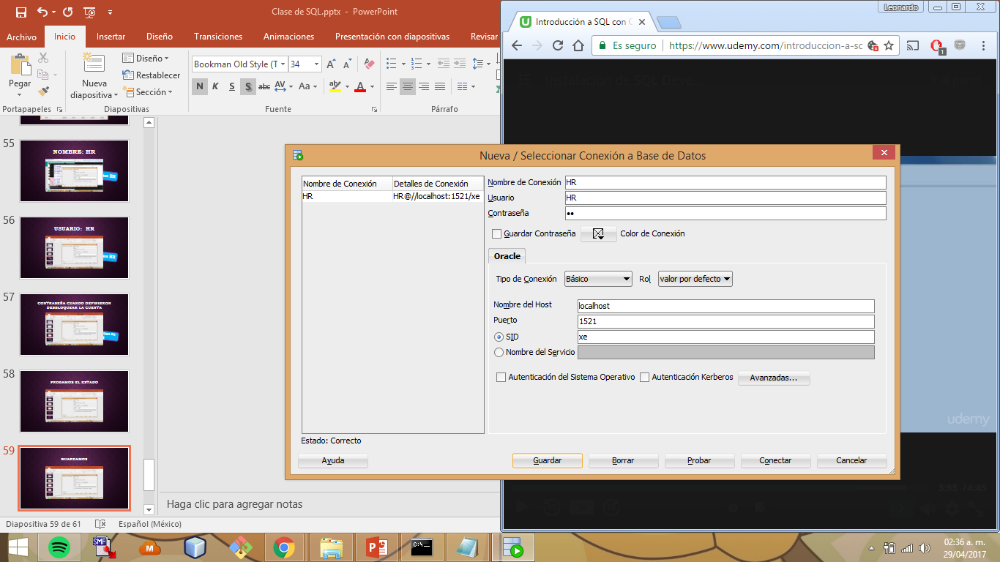 Clase de SQL.pptx - PowerPoint
Archivo Inicio Insertar Diseño Transiciones Animaciones Presentación con diapositivas Revisar
Pegar
Nueva
diapositiva
Diseño
Restablecer
Sección
Bookman Old Style (T 34
N K S S abc AV Aa
A A
Portapapeles Diapositivas Fuente Párrafo
Leonardo
Introducción a SQL con
Es seguro https://www.udemy.com/introduccion-a-sc
1
55
NOMBRE: HR
56
USUARIO: HR
57
CONTRASEÑA CUANDO DEFINIERON
DESBLOQUEAR LA CUENTA
58
PROBAMOS EL ESTADO
59
GUARDAMOS
Nueva / Seleccionar Conexión a Base de Datos
Nombre de Conexión Detalles de Conexión
HR HR@//localhost:1521/xe
Nombre de Conexión HR
Usuario HR
Contraseña
Guardar Contraseña Color de Conexión
Oracle
Tipo de Conexión Básico Rol valor por defecto
Nombre del Host localhost
Puerto 1521
SID xe
Nombre del Servicio
Autenticación del Sistema Operativo Autenticación Kerberos Avanzadas...
Estado: Correcto
Ayuda Guardar Borrar Probar Conectar Cancelar
udemy
3:55 / 4:45
Haga clic para agregar notas
Diapositiva 59 de 61 Español (México)
SMF
C:\
02:36 a. m.
29/04/2017